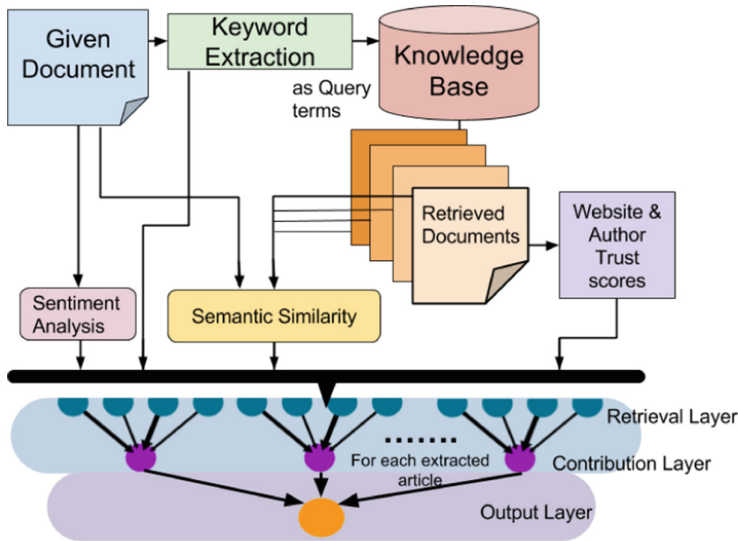 Given
Document
Keyword
Extraction
Knowledge
Base
as Query
terms
Retrieved
Documents
Website &
Author
Trust
scores
Sentiment
Analysis
Semantic Similarity
Retrieval Layer
For each extracted
article
Contribution Layer
Output Layer